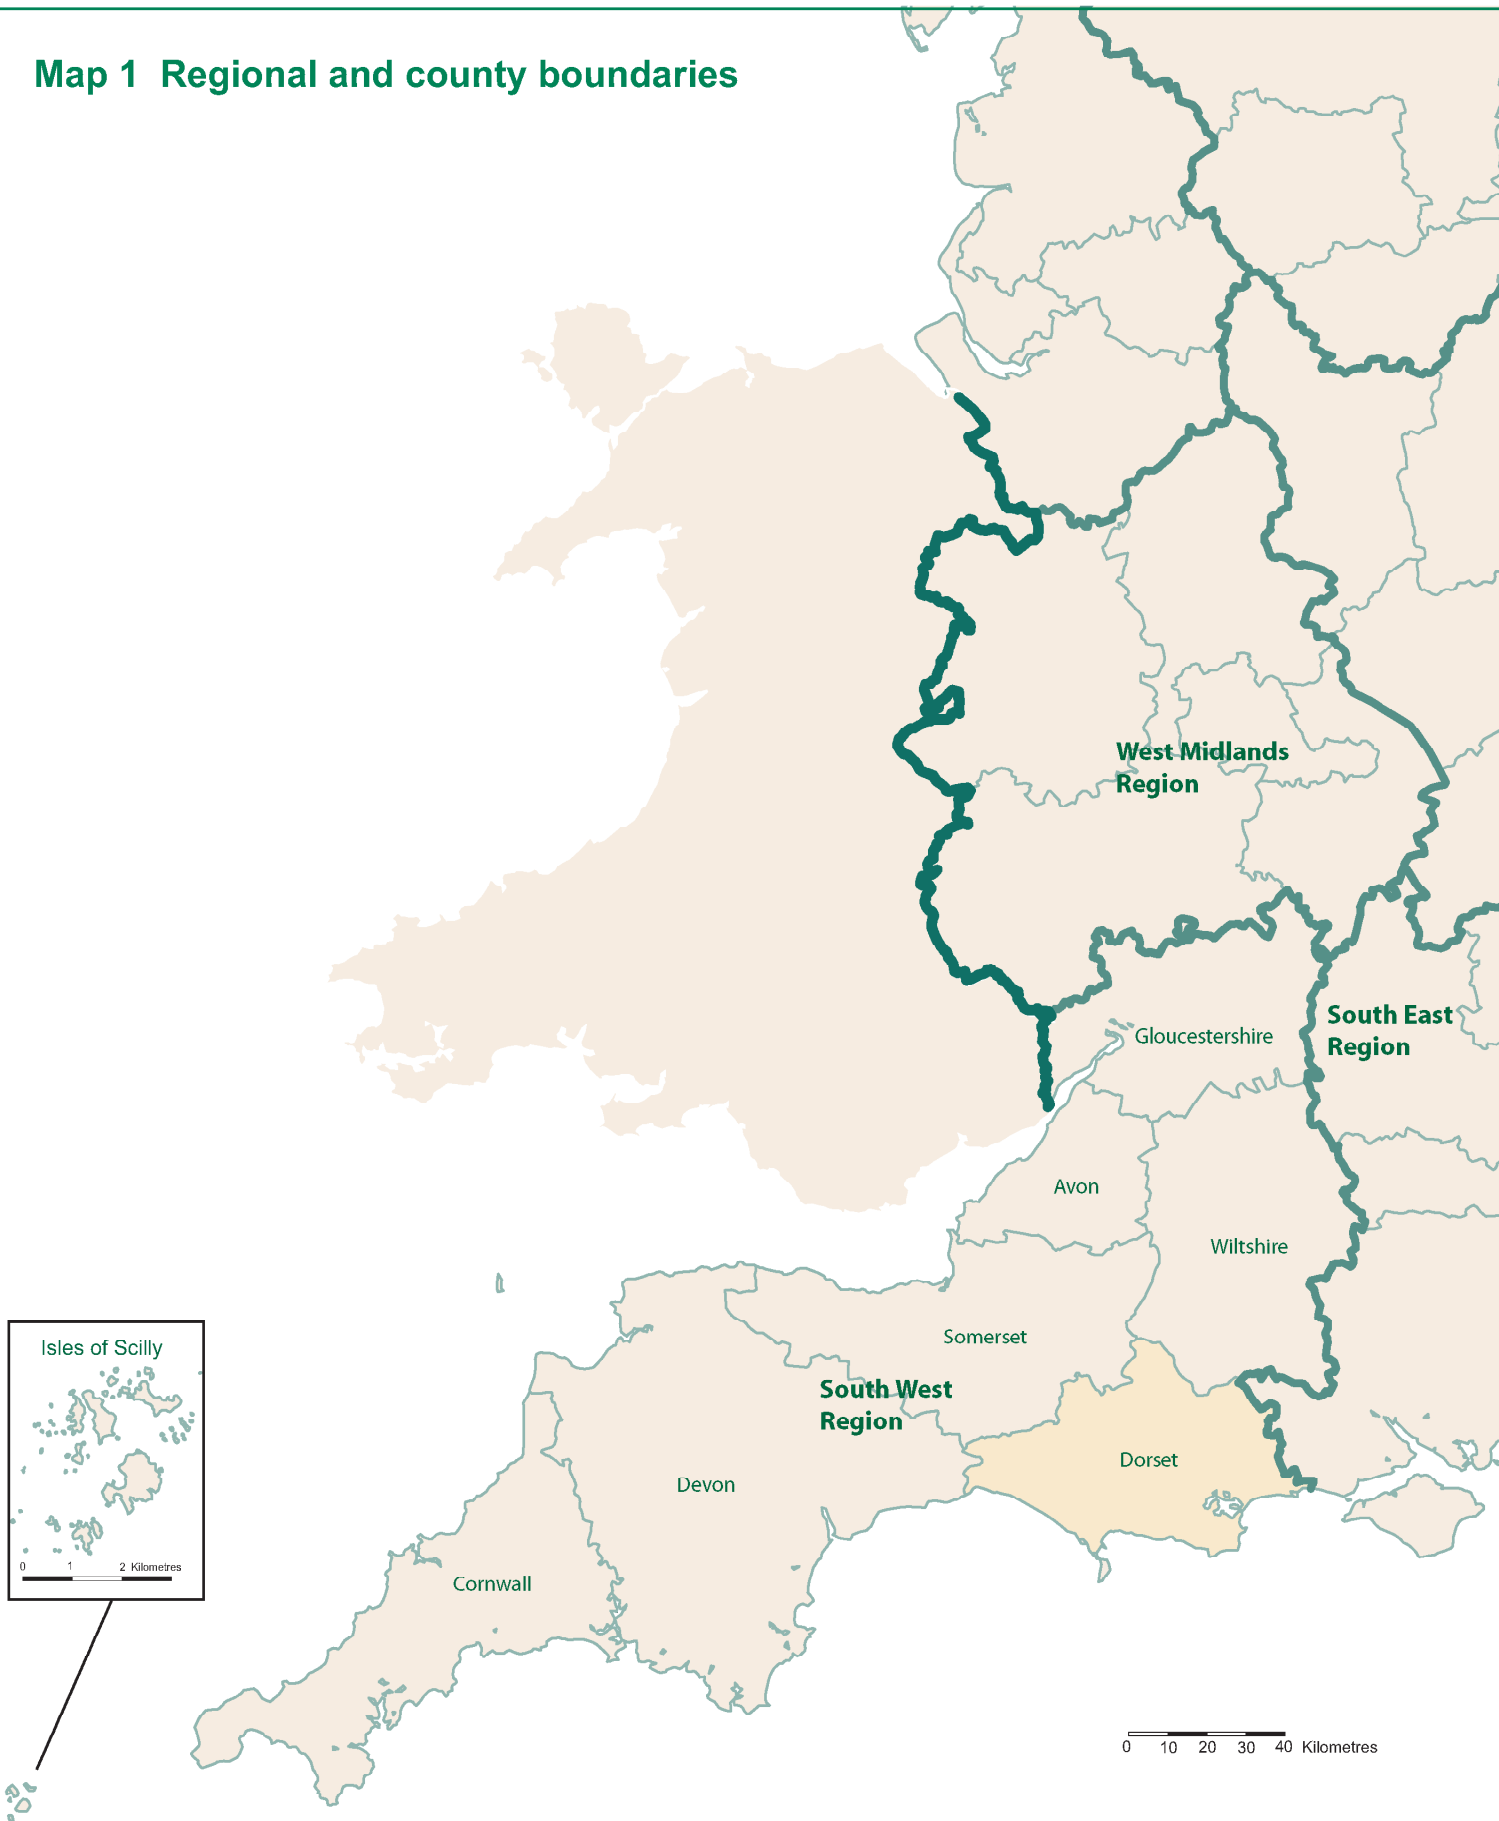 Map 1 Regional and county boundaries
West Midlands
Region
South East
Region
Gloucestershire
Avon
Wiltshire
Somerset
South West
Region
Dorset
Devon
Cornwall
Isles of Scilly
0 1 2 Kilometres
0 10 20 30 40 Kilometres